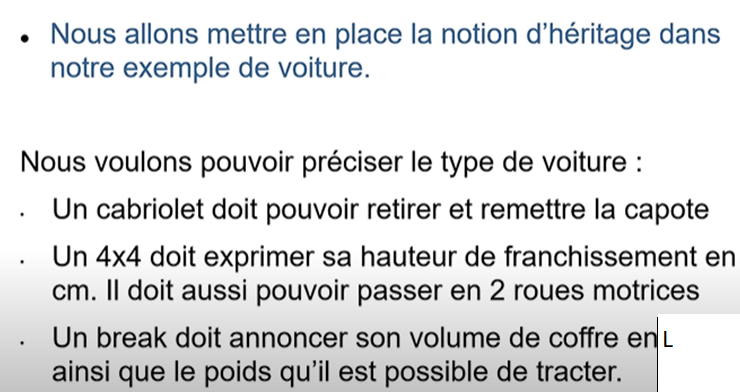 • Nous allons mettre en place la notion d'héritage dans
notre exemple de voiture.
Nous voulons pouvoir préciser le type de voiture :
· Un cabriolet doit pouvoir retirer et remettre la capote
· Un 4x4 doit exprimer sa hauteur de franchissement en
cm. Il doit aussi pouvoir passer en 2 roues motrices
· Un break doit annoncer son volume de coffre en L
ainsi que le poids qu'il est possible de tracter.